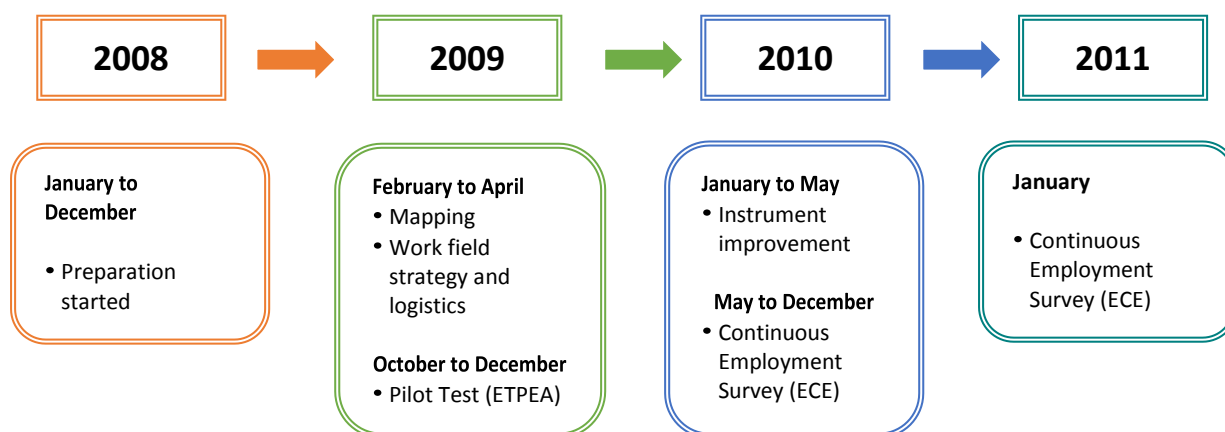 2008
2009
2010
2011
January to
December
• Preparation
started
February to April
• Mapping
• Work field
strategy and
logistics
October to December
• Pilot Test (ETPEA)
January to May
• Instrument
improvement
May to December
• Continuous
Employment
Survey (ECE)
January
• Continuous
Employment
Survey (ECE)